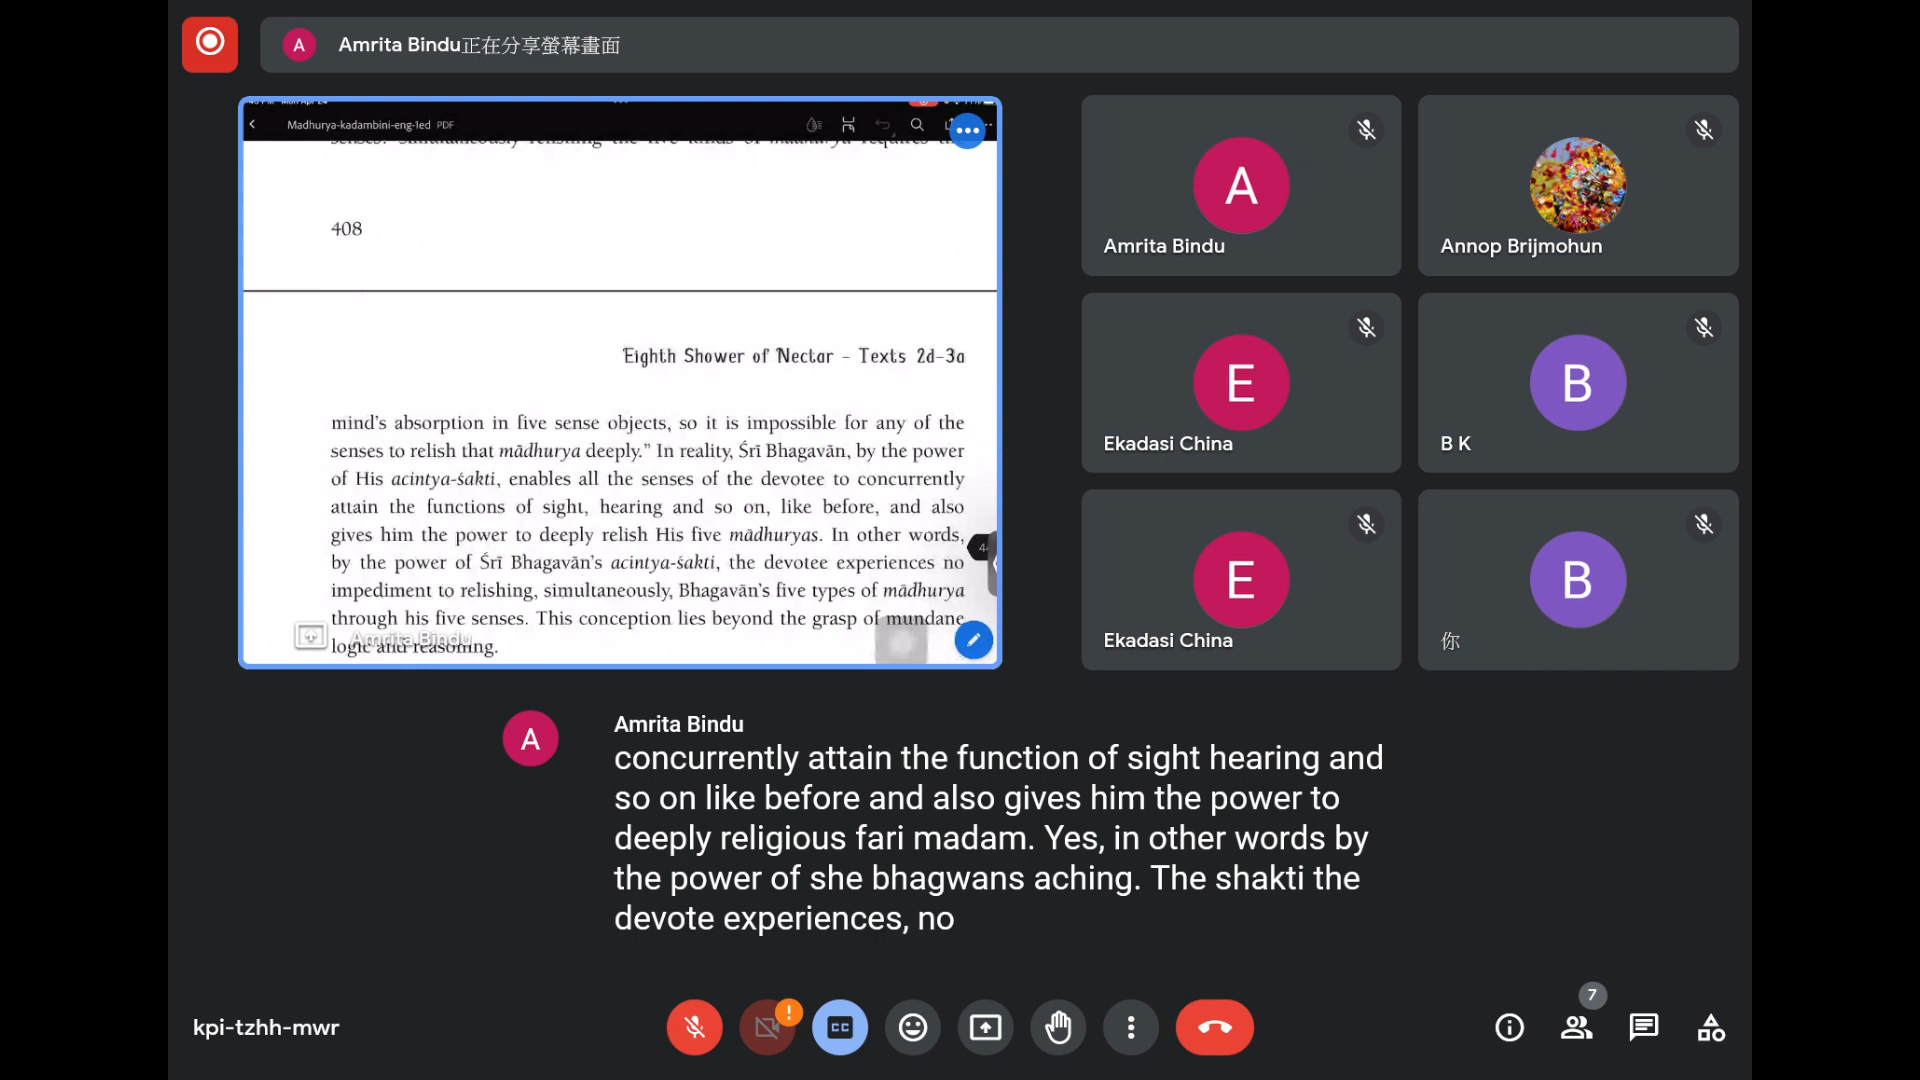 A Amrita Bindu正在分享螢幕畫面
Madhurya-kadambini-eng-1ed PDF
408
Eighth Shower of Nectar – Texts 2d–3a
mind's absorption in five sense objects, so it is impossible for any of the
senses to relish that mādhurya deeply." In reality, Śrī Bhagavān, by the power
of His acintya-śakti, enables all the senses of the devotee to concurrently
attain the functions of sight, hearing and so on, like before, and also
gives him the power to deeply relish His five mādhuryas. In other words,
by the power of Śrī Bhagavān's acintya-śakti, the devotee experiences no
impediment to relishing, simultaneously, Bhagavān's five types of mādhurya
through his five senses. This conception lies beyond the grasp of mundane
logic and reasoning.
Amrita Bindu
A
Amrita Bindu
Annop Brijmohun
E
Ekadasi China
B
B K
E
Ekadasi China
B
你
A
Amrita Bindu
concurrently attain the function of sight hearing and
so on like before and also gives him the power to
deeply religious fari madam. Yes, in other words by
the power of she bhagwans aching. The shakti the
devote experiences, no
kpi-tzhh-mwr
!
CC
7